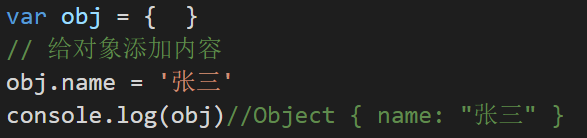 var obj = {  }
// 给对象添加内容
obj.name = '张三'
console.log(obj)//Object { name: "张三" }